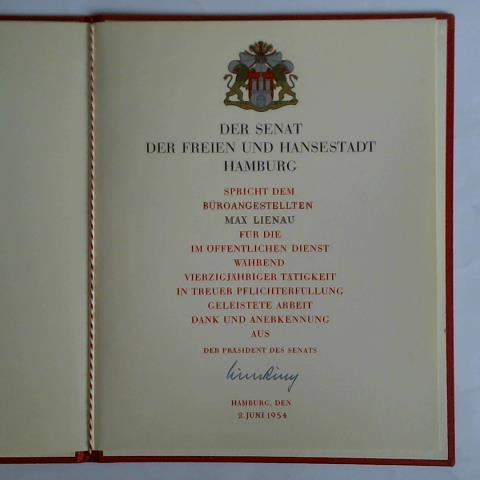 DER SENAT
DER FREIEN UND HANSESTADT
HAMBURG
SPRICHT DEM
BÜROANGESTELLTEN
MAX LIENAU
FÜR DIE
IM ÖFFENTLICHEN DIENST
WÄHREND
VIERZIGJÄHRIGER TÄTIGKEIT
IN TREUER PFLICHTERFÜLLUNG
GELEISTETE ARBEIT
DANK UND ANERKENNUNG
AUS
DER PRÄSIDENT DES SENATS
HAMBURG, DEN
2. JUNI 1954